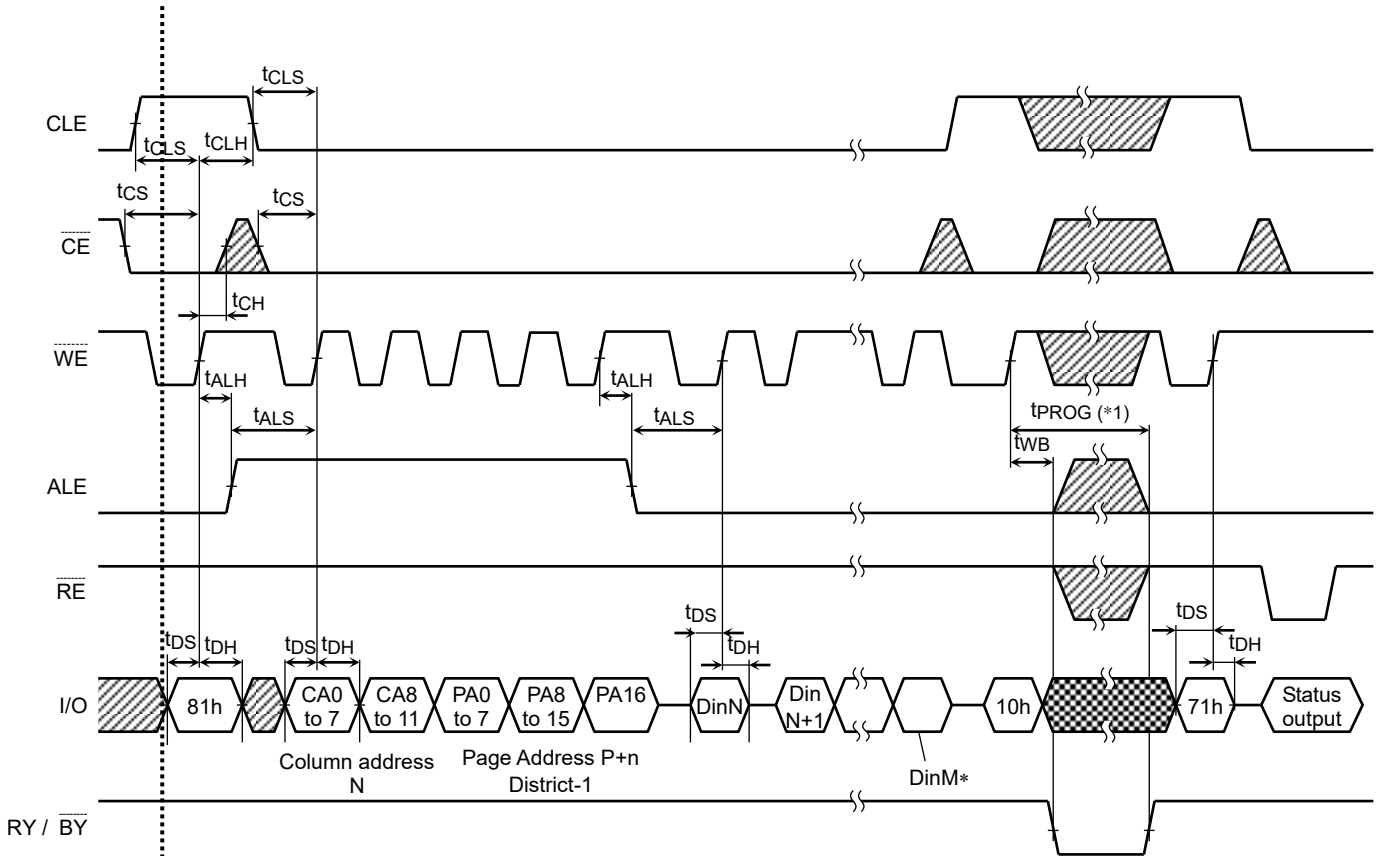 tCLS
CLE
tCLS tCLH
tCS tCS
CE
tCH
WE
tALH tALH
tALS tALS tPROG (*1)
tWB
ALE
RE
tDS tDH tDS tDH tDS tDH tDS tDH
I/O 81h CA0 to 7 CA8 to 11 PA0 to 7 PA8 to 15 PA16 DinN Din N+1 10h 71h Status output
Column address N
Page Address P+n
District-1
DinM*
RY / BY